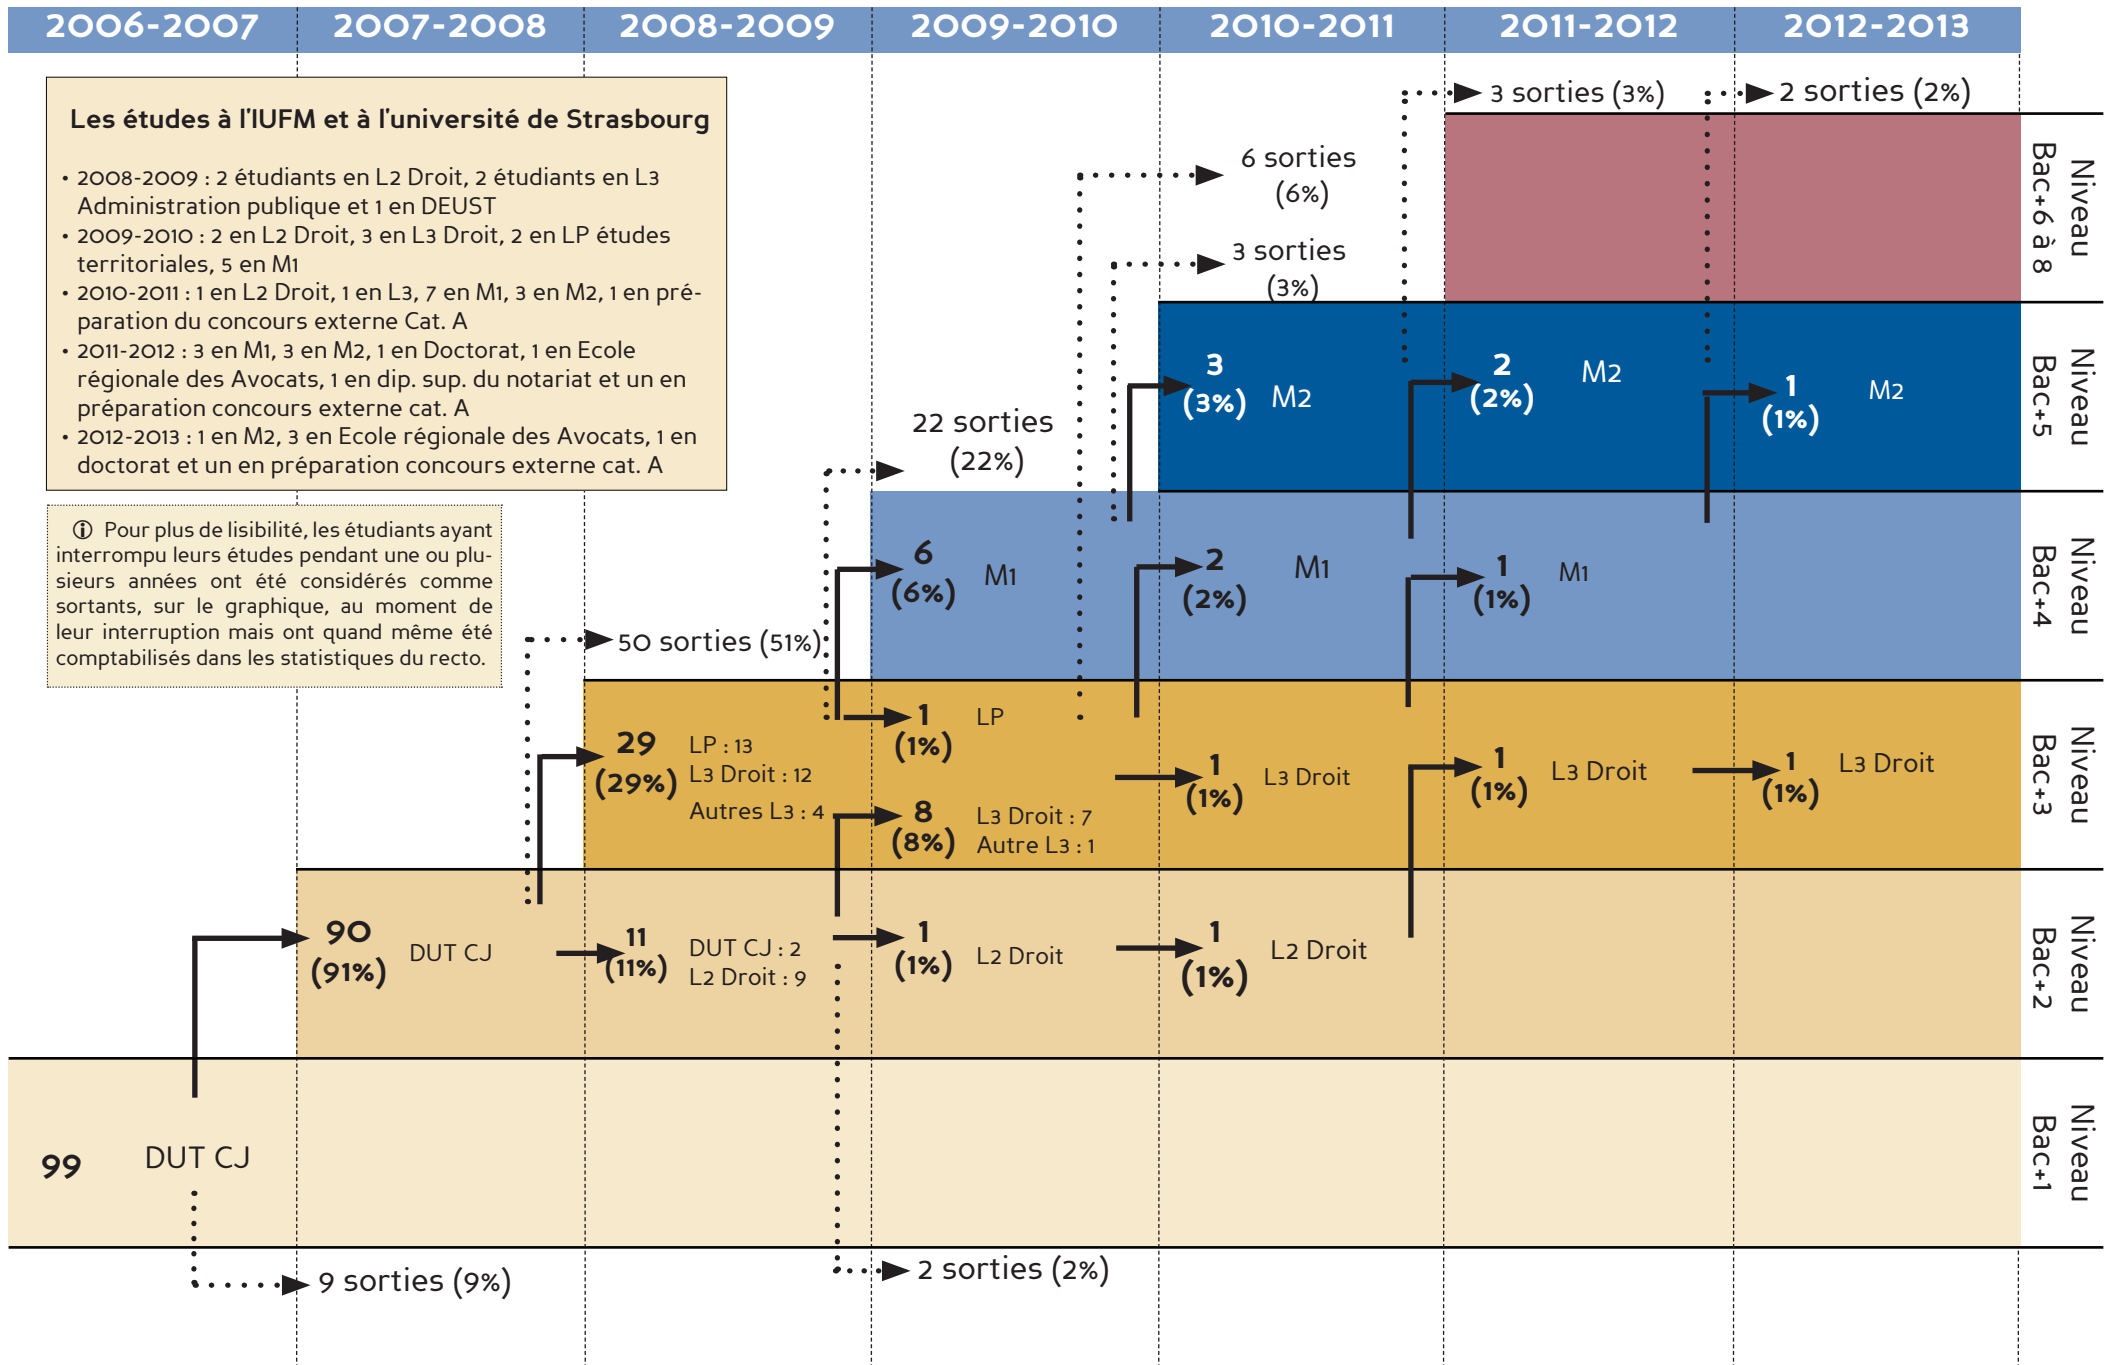 2006-2007 2007-2008 2008-2009 2009-2010 2010-2011 2011-2012 2012-2013
Les études à l'IUFM et à l'université de Strasbourg
• 2008-2009 : 2 étudiants en L2 Droit, 2 étudiants en L3
Administration publique et 1 en DEUST
• 2009-2010 : 2 en L2 Droit, 3 en L3 Droit, 2 en LP études
territoriales, 5 en M1
• 2010-2011 : 1 en L2 Droit, 1 en L3, 7 en M1, 3 en M2, 1 en pré-
paration du concours externe Cat. A
• 2011-2012 : 3 en M1, 3 en M2, 1 en Doctorat, 1 en Ecole
régionale des Avocats, 1 en dip. sup. du notariat et un en
préparation concours externe cat. A
• 2012-2013 : 1 en M2, 3 en Ecole régionale des Avocats, 1 en
doctorat et un en préparation concours externe cat. A
ⓘ Pour plus de lisibilité, les étudiants ayant
interrompu leurs études pendant une ou plu-
sieurs années ont été considérés comme
sortants, sur le graphique, au moment de
leur interruption mais ont quand même été
comptabilisés dans les statistiques du recto.
3 sorties (3%)
2 sorties (2%)
6 sorties
(6%)
3 sorties
(3%)
Niveau
Bac+6 à 8
3
(3%)
M2
2
(2%)
M2
1
(1%)
M2
Niveau
Bac+5
22 sorties
(22%)
6
(6%)
M1
2
(2%)
M1
1
(1%)
M1
Niveau
Bac+4
50 sorties (51%)
29
(29%)
LP : 13
L3 Droit : 12
Autres L3 : 4
1
(1%)
LP
8
(8%)
L3 Droit : 7
Autre L3 : 1
1
(1%)
L3 Droit
1
(1%)
L3 Droit
1
(1%)
L3 Droit
Niveau
Bac+3
90
(91%)
DUT CJ
11
(11%)
DUT CJ : 2
L2 Droit : 9
1
(1%)
L2 Droit
1
(1%)
L2 Droit
Niveau
Bac+2
99
DUT CJ
Niveau
Bac+1
9 sorties (9%)
2 sorties (2%)